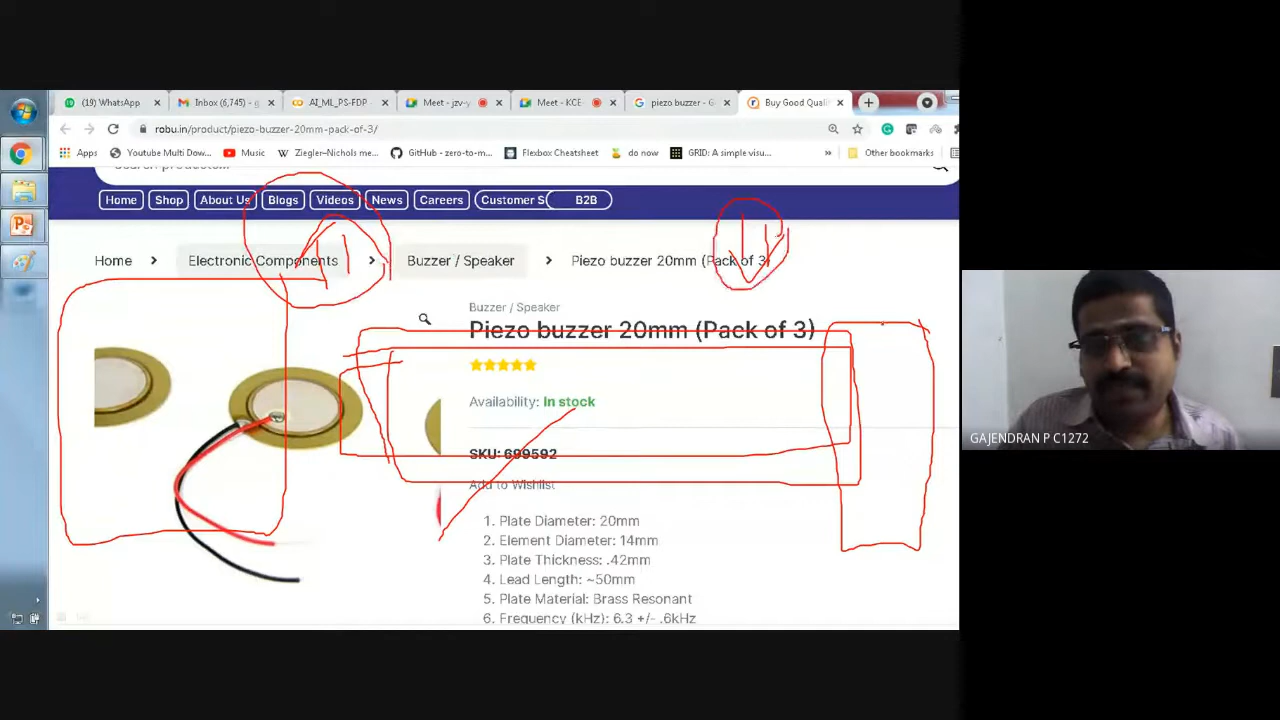 (19) WhatsApp
Inbox (6,745) - g
AI_ML_PS-FDP -
Meet - jzv-y
Meet - KCE
piezo buzzer - G
Buy Good Quali
robu.in/product/piezo-buzzer-20mm-pack-of-3/
Apps
Youtube Multi Dow...
Music
Ziegler–Nichols me...
GitHub - zero-to-m...
Flexbox Cheatsheet
do now
GRID: A simple visu...
»
Other bookmarks
Search products...
Home
Shop
About Us
Blogs
Videos
News
Careers
Customer S
B2B
Home > Electronic Components > Buzzer / Speaker > Piezo buzzer 20mm (Pack of 3)
Buzzer / Speaker
Piezo buzzer 20mm (Pack of 3)
Availability: In stock
SKU: 699592
Add to Wishlist
1. Plate Diameter: 20mm
2. Element Diameter: 14mm
3. Plate Thickness: .42mm
4. Lead Length: ~50mm
5. Plate Material: Brass Resonant
6. Frequency (kHz): 6.3 +/- .6kHz
GAJENDRAN P C1272